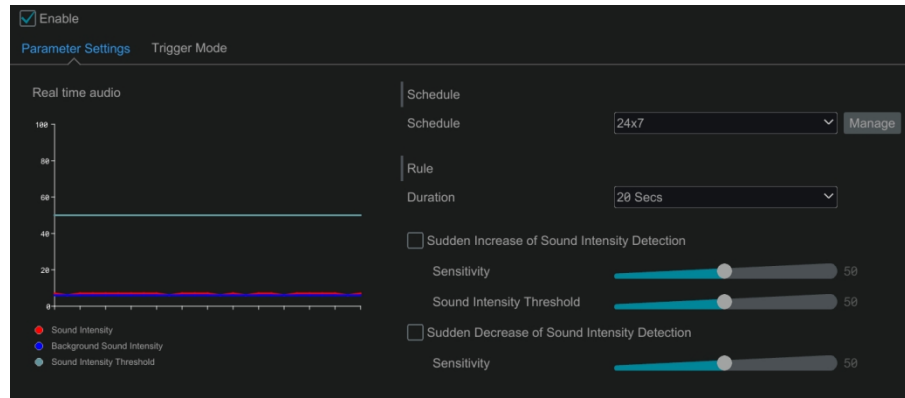 Enable
Parameter Settings Trigger Mode
Real time audio
100
80
60
40
20
0
Sound Intensity
Background Sound Intensity
Sound Intensity Threshold
Schedule
Schedule 24x7 Manage
Rule
Duration 20 Secs
Sudden Increase of Sound Intensity Detection
Sensitivity 50
Sound Intensity Threshold 50
Sudden Decrease of Sound Intensity Detection
Sensitivity 50